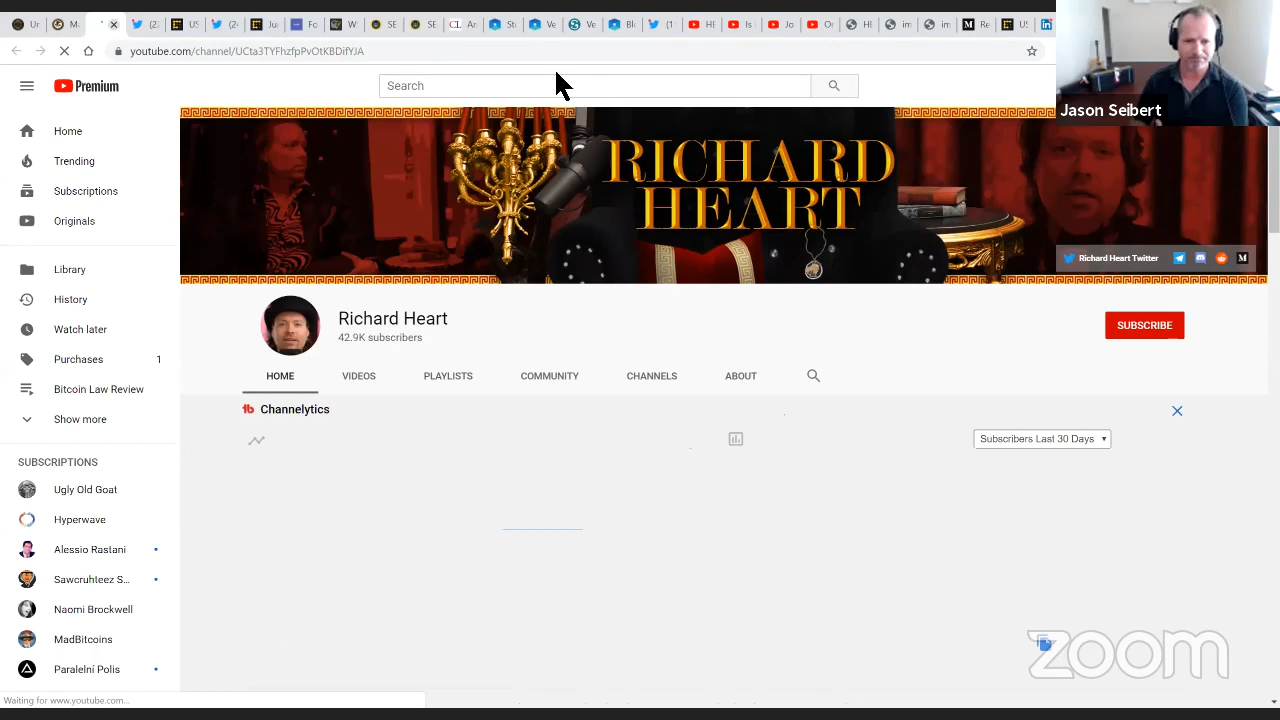 youtube.com/channel/UCta3TYFhzfpPvOtKBDifYJA
Premium
Search
Jason Seibert
RICHARD
HEART
Richard Heart Twitter
Home
Trending
Subscriptions
Originals
Library
History
Watch later
Purchases 1
Bitcoin Law Review
Show more
SUBSCRIPTIONS
Ugly Old Goat
Hyperwave
Alessio Rastani
Sawcruhteez S...
Naomi Brockwell
MadBitcoins
Paralelní Polis
Richard Heart
42.9K subscribers
SUBSCRIBE
HOME VIDEOS PLAYLISTS COMMUNITY CHANNELS ABOUT
Channelytics
Subscribers Last 30 Days
zoom
Waiting for www.youtube.com...